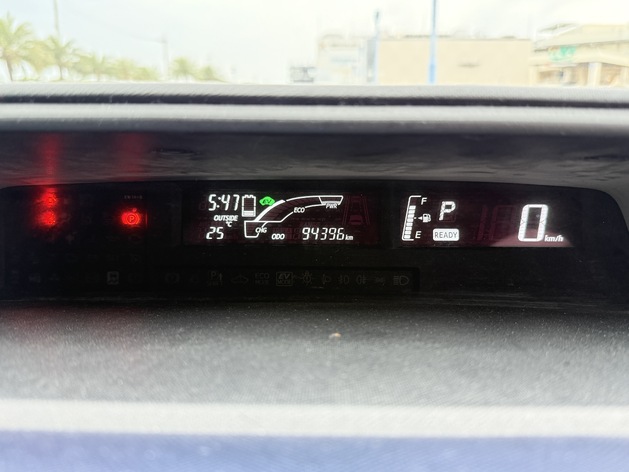 5:47
OUTSIDE
25 °C
CHG ECO PWR
ODO 94396 km
F
E
P
READY
0 km/h